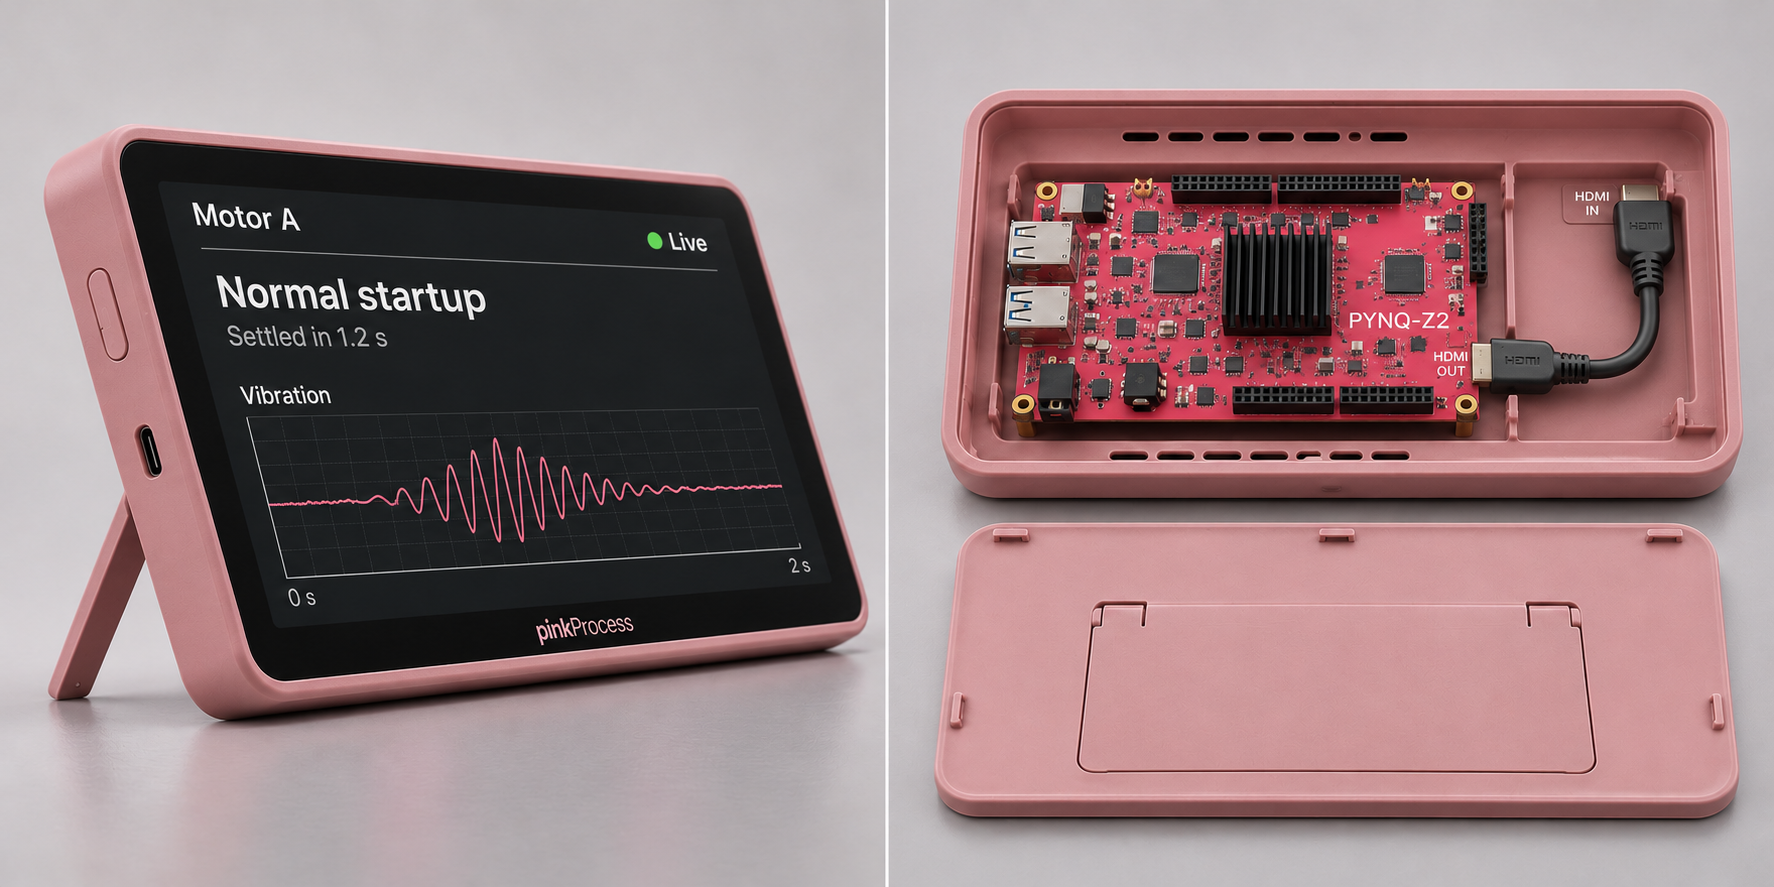 Motor A
Live
Normal startup
Settled in 1.2 s
Vibration
0 s
2 s
pinkProcess
HDMI
IN
HDMI
PYNQ-Z2
HDMI
OUT
HDMI